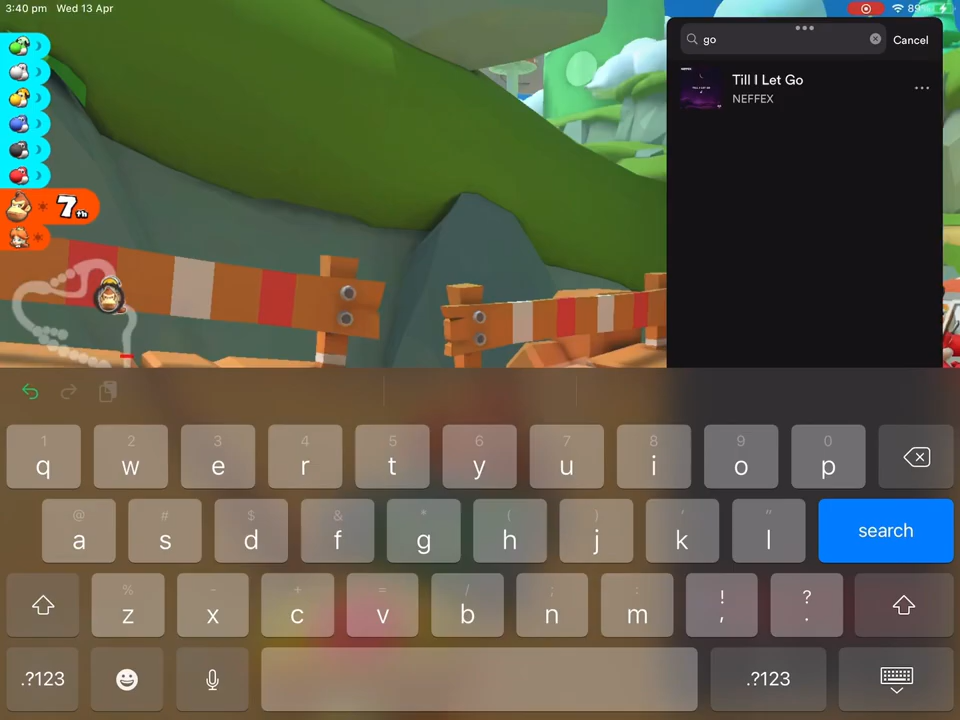 3:40 pm Wed 13 Apr
89%
go
Cancel
Till I Let Go
NEFFEX
7th
1 2 3 4 5 6 7 8 9 0
q w e r t y u i o p
@ # $ & * ( ) ' "
a s d f g h j k l search
% - + = / ; : ! ?
z x c v b n m , .
.?123 .?123